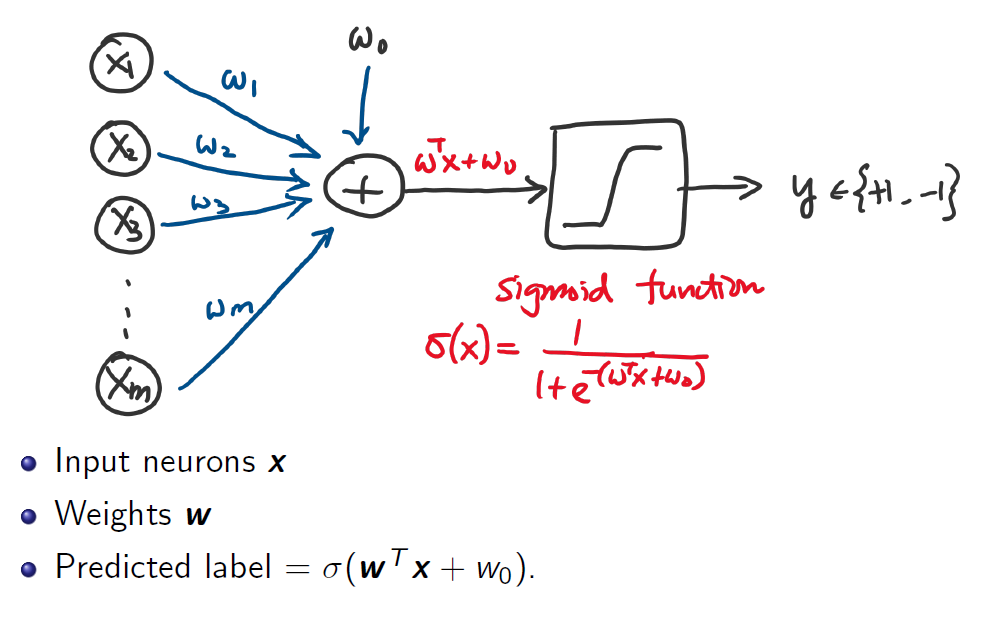 x₁
ω₀
ω₁
x₂
ω₂
+
ωᵀx+ω₀
y ∈ {+1, -1}
x₃
ω₃
ωm
xm
Sigmoid function
σ(x) = 1 / (1 + e^-(ωᵀx+ω₀))
Input neurons x
Weights w
Predicted label = σ(wᵀx + w₀).